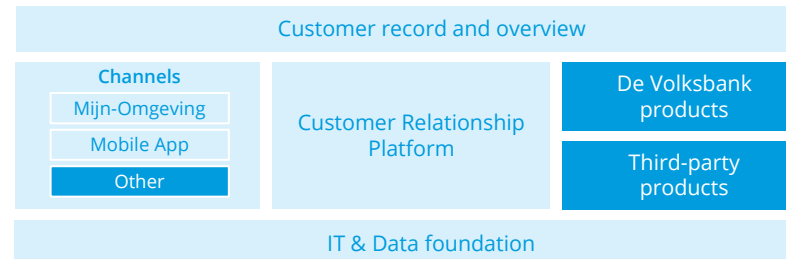 Customer record and overview
Channels
Mijn-Omgeving
Mobile App
Other
Customer Relationship
Platform
De Volksbank
products
Third-party
products
IT & Data foundation